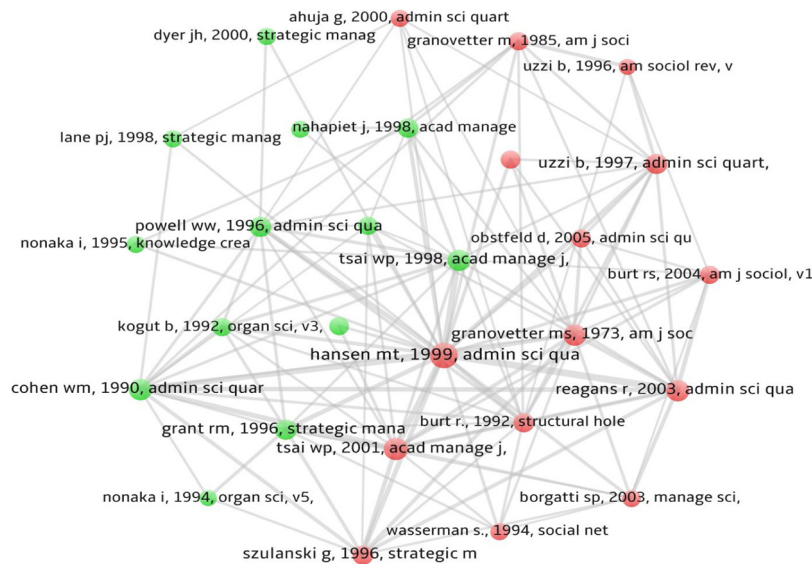 ahuja g, 2000, admin sci quart
dyer jh, 2000, strategic manag
granovetter m, 1985, am j soci
uzzi b, 1996, am sociol rev, v
nahapiet j, 1998, acad manage
lane pj, 1998, strategic manag
uzzi b, 1997, admin sci quart,
powell ww, 1996, admin sci qua
nonaka i, 1995, knowledge crea
obstfeld d, 2005, admin sci qu
tsai wp, 1998, acad manage j,
burt rs, 2004, am j sociol, v1
kogut b, 1992, organ sci, v3,
granovetter ms, 1973, am j soc
hansen mt, 1999, admin sci qua
cohen wm, 1990, admin sci quar
reagans r, 2003, admin sci qua
burt r., 1992, structural hole
grant rm, 1996, strategic mana
tsai wp, 2001, acad manage j,
nonaka i, 1994, organ sci, v5,
borgatti sp, 2003, manage sci,
wasserman s., 1994, social net
szulanski g, 1996, strategic m